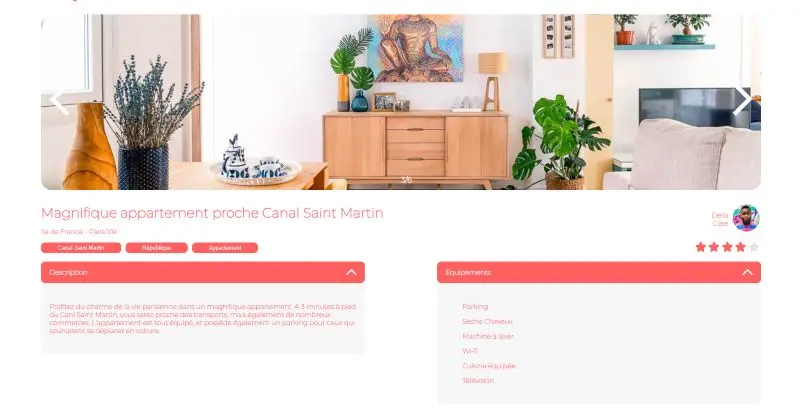 3/6
Magnifique appartement proche Canal Saint Martin
Ile de France - Paris 10e
Della
Case
Canal Saint Martin
République
Appartement
Description
Equipements:
Profitez du charme de la vie parisienne dans un magnifique appartement. A 3 minutes à pied
du Canl Saint Martin, vous serez proche des transports, mais également de nombreux
commerces. L'appartement est tout équipé, et possède également un parking pour ceux qui
souhaitent se déplacer en voiture.
Parking
Sèche Cheveux
Machine à laver
Wi-fi
Cuisine équipée
Télévision